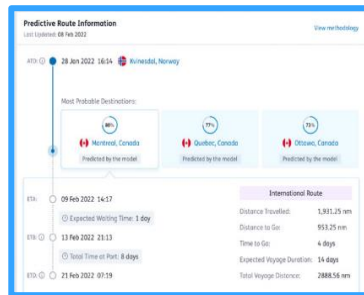 Predictive Route Information
Last Updated: 08 Feb 2022
View methodology
ATD: 28 Jan 2022 16:14 Kvinesdal, Norway
Most Probable Destinations:
77%
Montreal, Canada
Quebec, Canada
Ottawa, Canada
Predicted by the model
Predicted by the model
Predicted by the model
ETA: 09 Feb 2022 14:17
Expected Waiting Time: 1 day
ETA: 13 Feb 2022 21:13
Total Time at Port: 8 days
ETD: 21 Feb 2022 07:19
International Route
Distance Travelled: 1,931.25 nm
Distance to Go: 953.25 nm
Time to Go: 4 days
Expected Voyage Duration: 14 days
Total Voyage Distance: 2888.56 nm